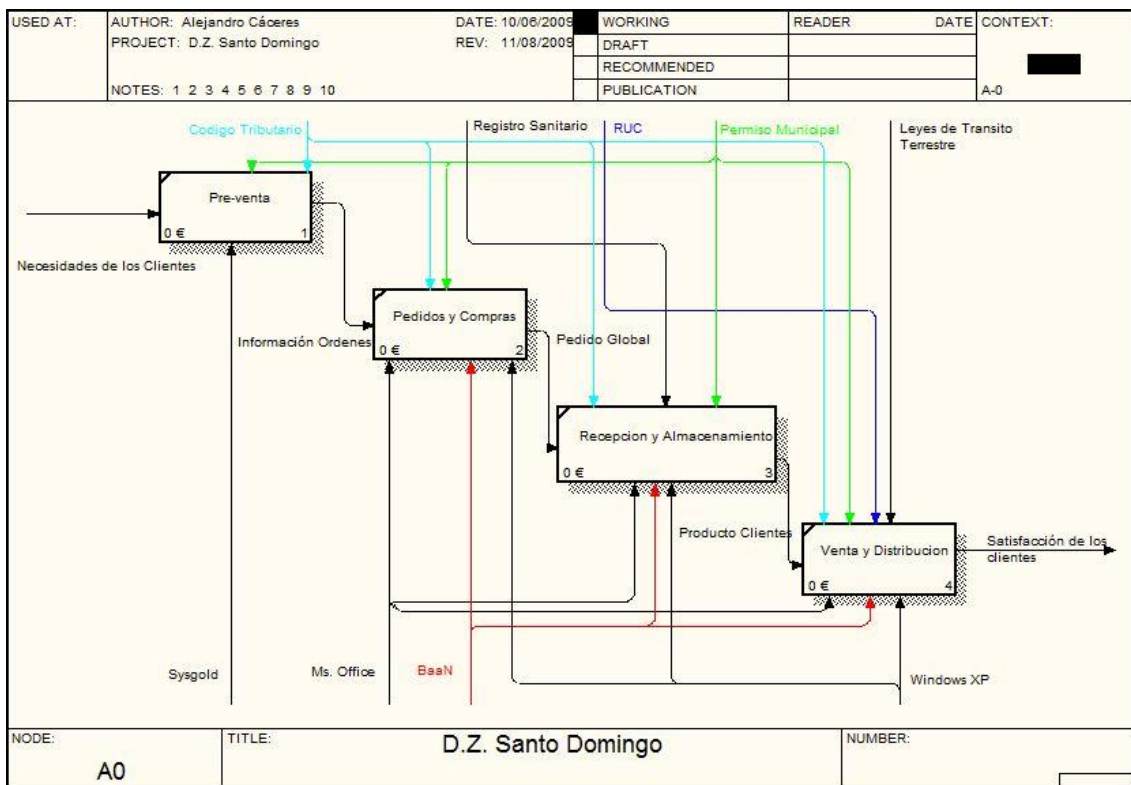 USED AT:
AUTHOR: Alejandro Cáceres
DATE: 10/06/2009
WORKING
READER
DATE
CONTEXT:
PROJECT: D.Z. Santo Domingo
REV: 11/08/2009
DRAFT
RECOMMENDED
NOTES: 1 2 3 4 5 6 7 8 9 10
PUBLICATION
A-0
Codigo Tributario
Registro Sanitario
RUC
Permiso Municipal
Leyes de Transito
Terrestre
Pre-venta
0 €
1
Necesidades de los Clientes
Pedidos y Compras
0 €
2
Información Ordenes
Pedido Global
Recepcion y Almacenamiento
0 €
3
Producto Clientes
Venta y Distribucion
0 €
4
Satisfacción de los
clientes
Sysgold
Ms. Office
BaaN
Windows XP
NODE:
A0
TITLE:
D.Z. Santo Domingo
NUMBER: